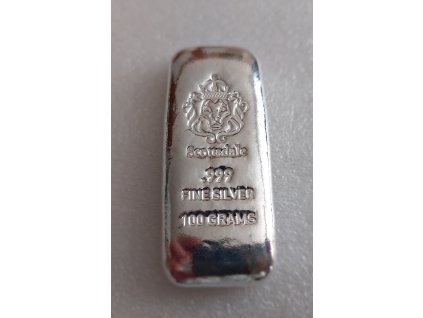 Scottsdale
.999
FINE SILVER
100 GRAMS